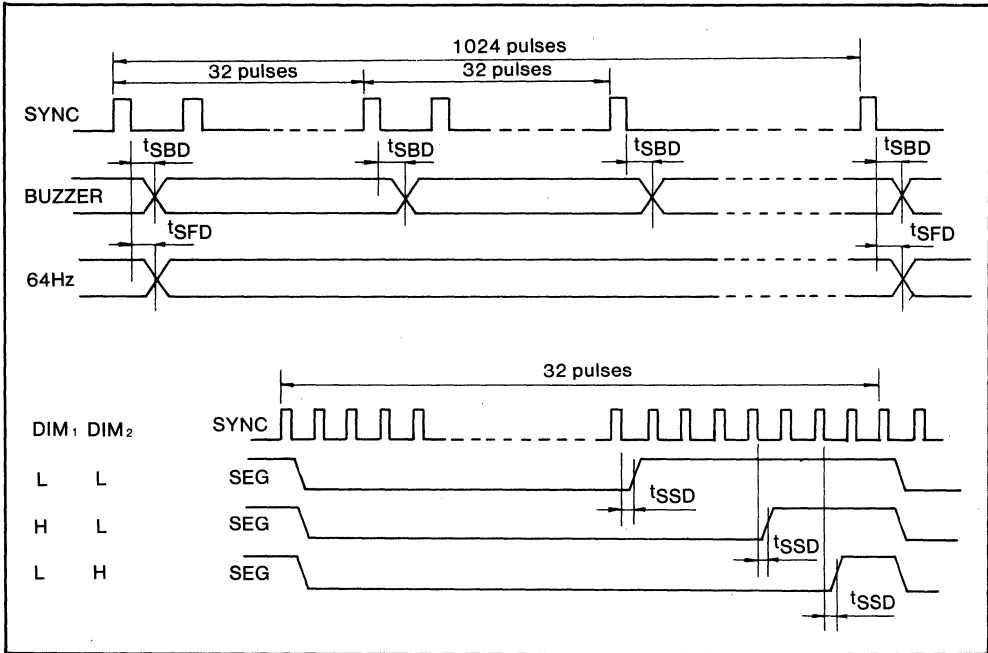 1024 pulses
32 pulses 32 pulses
SYNC
tSBD tSBD tSBD tSBD
BUZZER
tSFD tSFD
64Hz
32 pulses
DIM1 DIM2 SYNC
L L SEG
tSSD
H L SEG
tSSD
L H SEG
tSSD